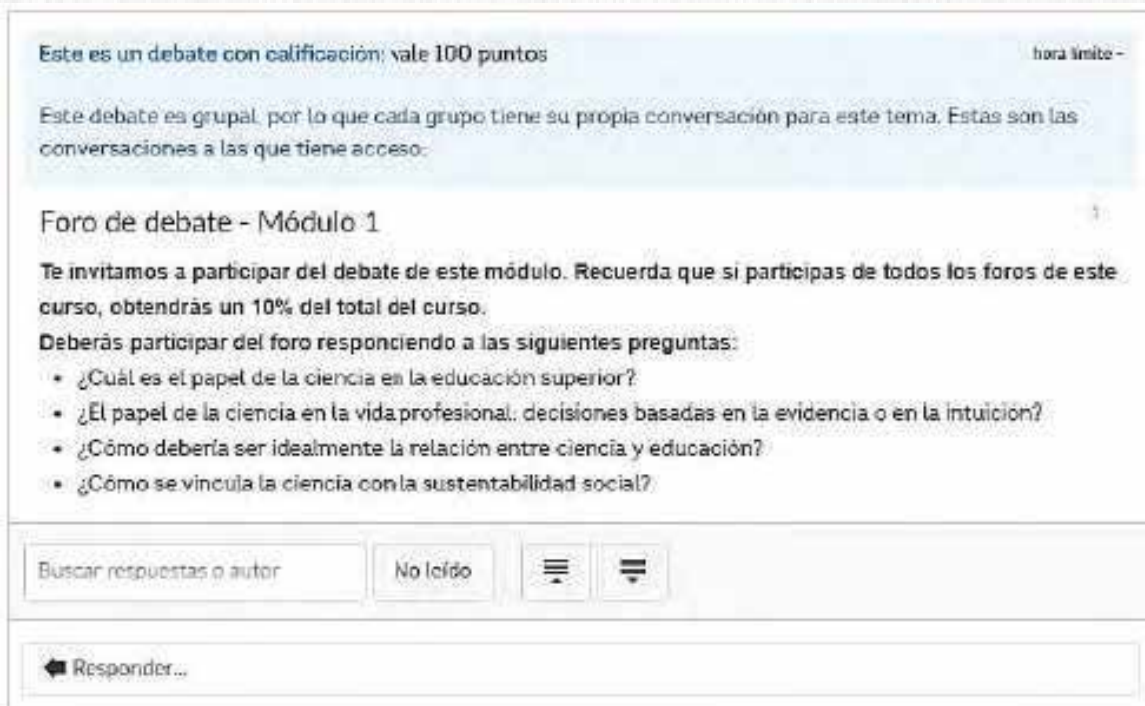 Este es un debate con calificación: vale 100 puntos
hora límite -
Este debate es grupal, por lo que cada grupo tiene su propia conversación para este tema. Estas son las
conversaciones a las que tiene acceso.
Foro de debate - Módulo 1
1
Te invitamos a participar del debate de este módulo. Recuerda que si participas de todos los foros de este
curso, obtendrás un 10% del total del curso.
Deberás participar del foro respondiendo a las siguientes preguntas:
• ¿Cuál es el papel de la ciencia en la educación superior?
• ¿El papel de la ciencia en la vida profesional: decisiones basadas en la evidencia o en la intuición?
• ¿Cómo debería ser idealmente la relación entre ciencia y educación?
• ¿Cómo se vincula la ciencia con la sustentabilidad social?
Buscar respuestas o autor
No leído
Responder...